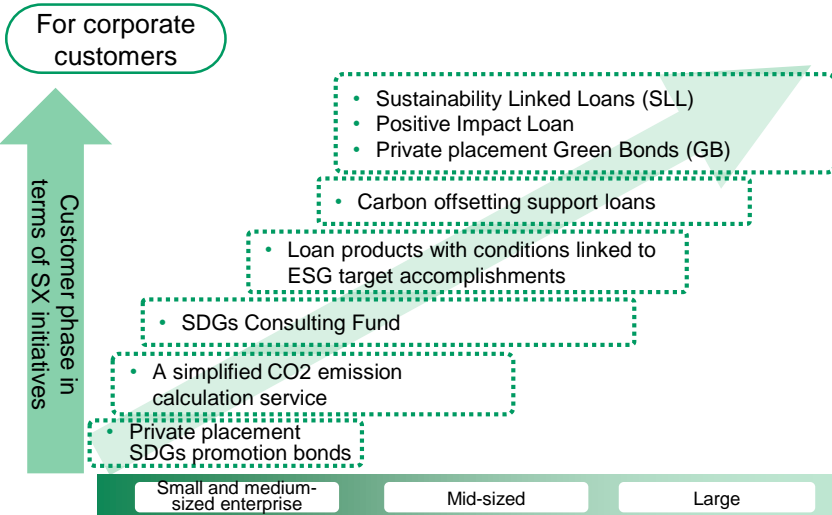 For corporate
customers
Customer phase in
terms of SX initiatives
• Sustainability Linked Loans (SLL)
• Positive Impact Loan
• Private placement Green Bonds (GB)
• Carbon offsetting support loans
• Loan products with conditions linked to
ESG target accomplishments
• SDGs Consulting Fund
• A simplified CO2 emission
calculation service
• Private placement
SDGs promotion bonds
Small and medium-
sized enterprise
Mid-sized
Large